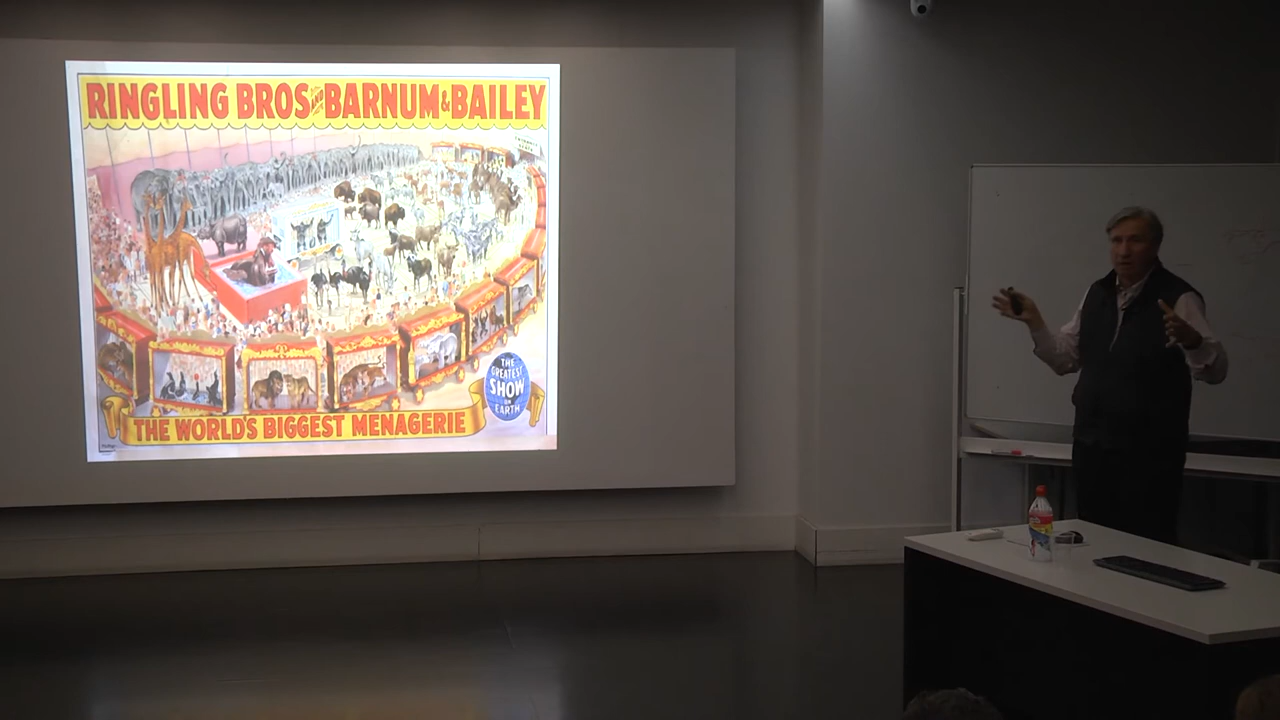 RINGLING BROS AND BARNUM & BAILEY
THE
GREATEST
SHOW
ON
EARTH
THE WORLD'S BIGGEST MENAGERIE